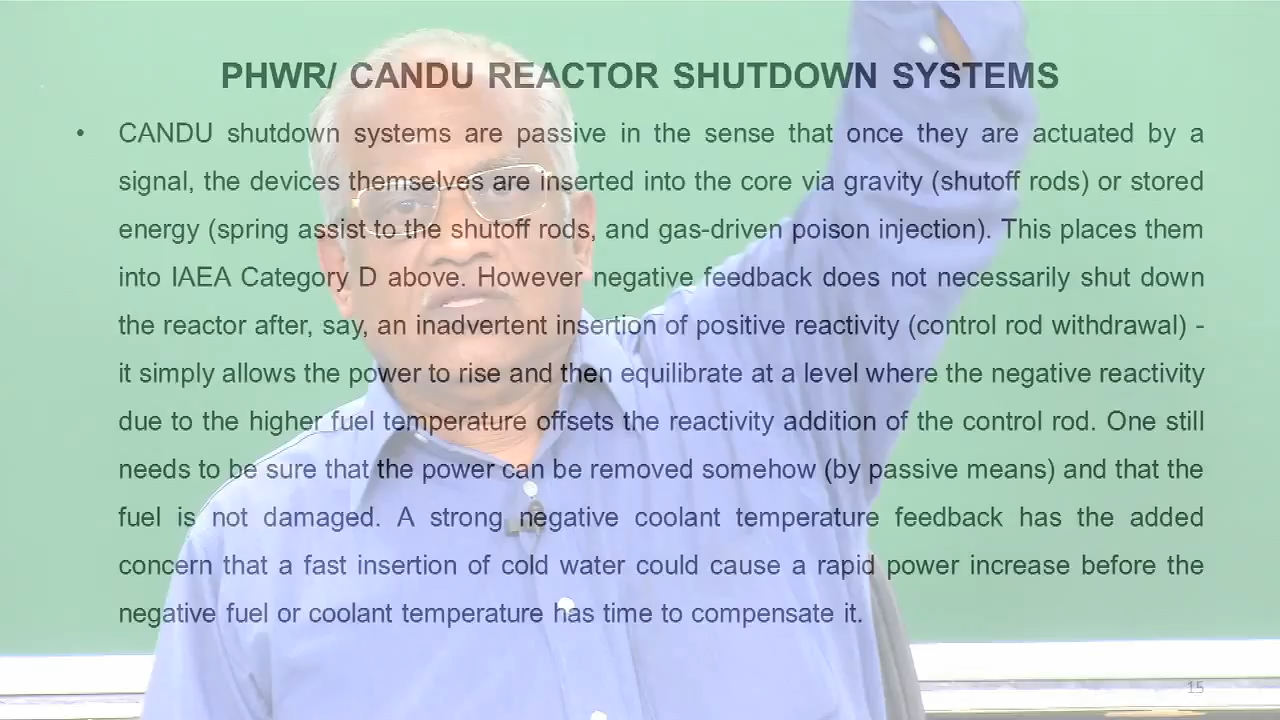 PHWR/ CANDU REACTOR SHUTDOWN SYSTEMS
• CANDU shutdown systems are passive in the sense that once they are actuated by a
signal, the devices themselves are inserted into the core via gravity (shutoff rods) or stored
energy (spring assist to the shutoff rods, and gas-driven poison injection). This places them
into IAEA Category D above. However negative feedback does not necessarily shut down
the reactor after, say, an inadvertent insertion of positive reactivity (control rod withdrawal) -
it simply allows the power to rise and then equilibrate at a level where the negative reactivity
due to the higher fuel temperature offsets the reactivity addition of the control rod. One still
needs to be sure that the power can be removed somehow (by passive means) and that the
fuel is not damaged. A strong negative coolant temperature feedback has the added
concern that a fast insertion of cold water could cause a rapid power increase before the
negative fuel or coolant temperature has time to compensate it.
15